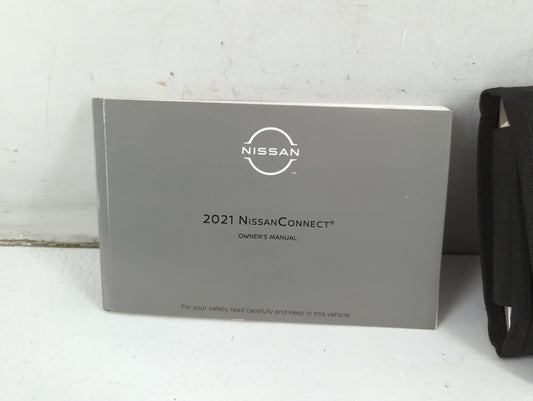 NISSAN
2021 NISSANCONNECT®
OWNER'S MANUAL
For your safety, read carefully and keep in this vehicle.